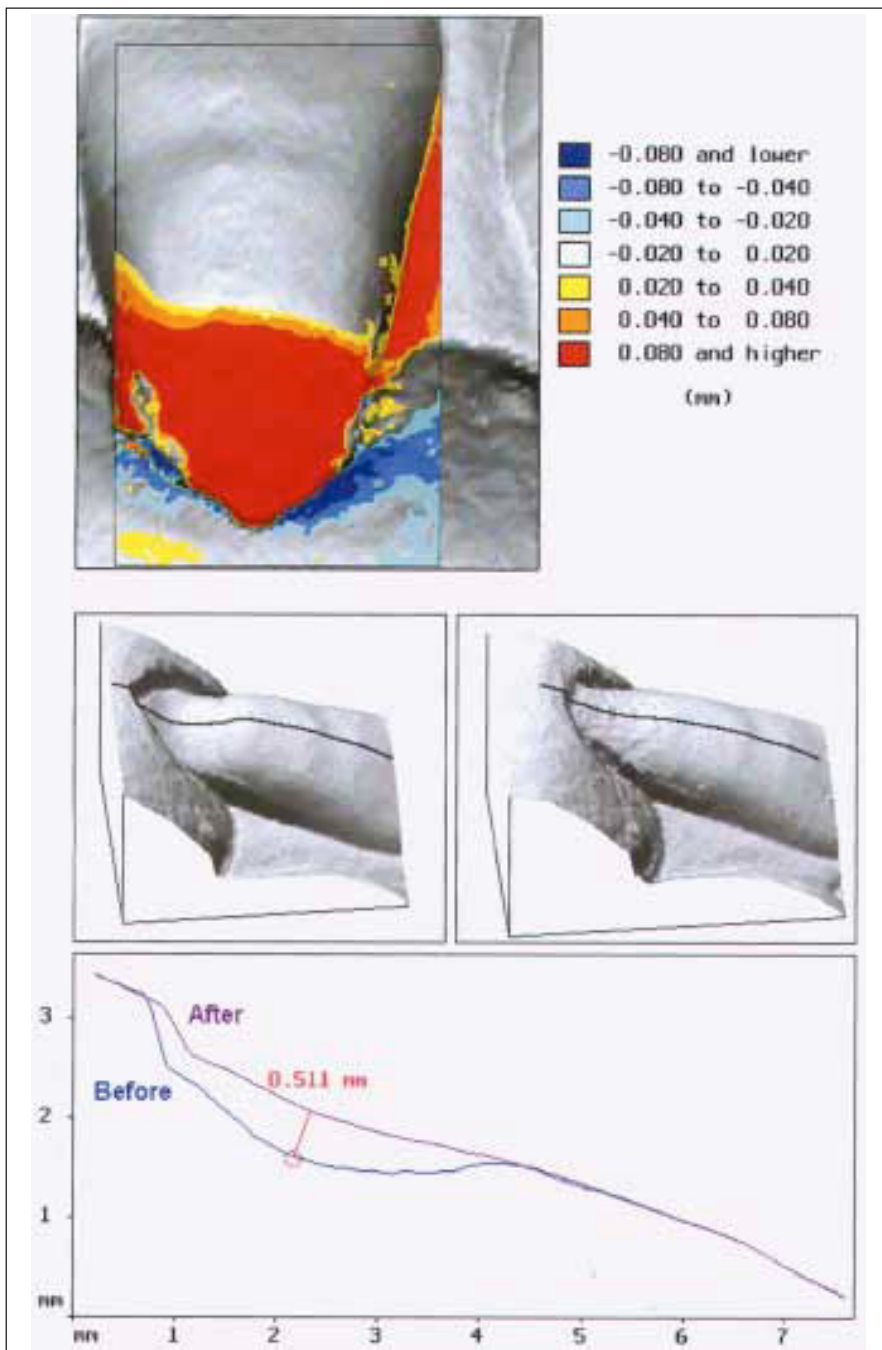 -0.080 and lower
-0.080 to -0.040
-0.040 to -0.020
-0.020 to 0.020
0.020 to 0.040
0.040 to 0.080
0.080 and higher
(mm)
3
After
0.511 mm
Before
2
1
mm
mm 1 2 3 4 5 6 7